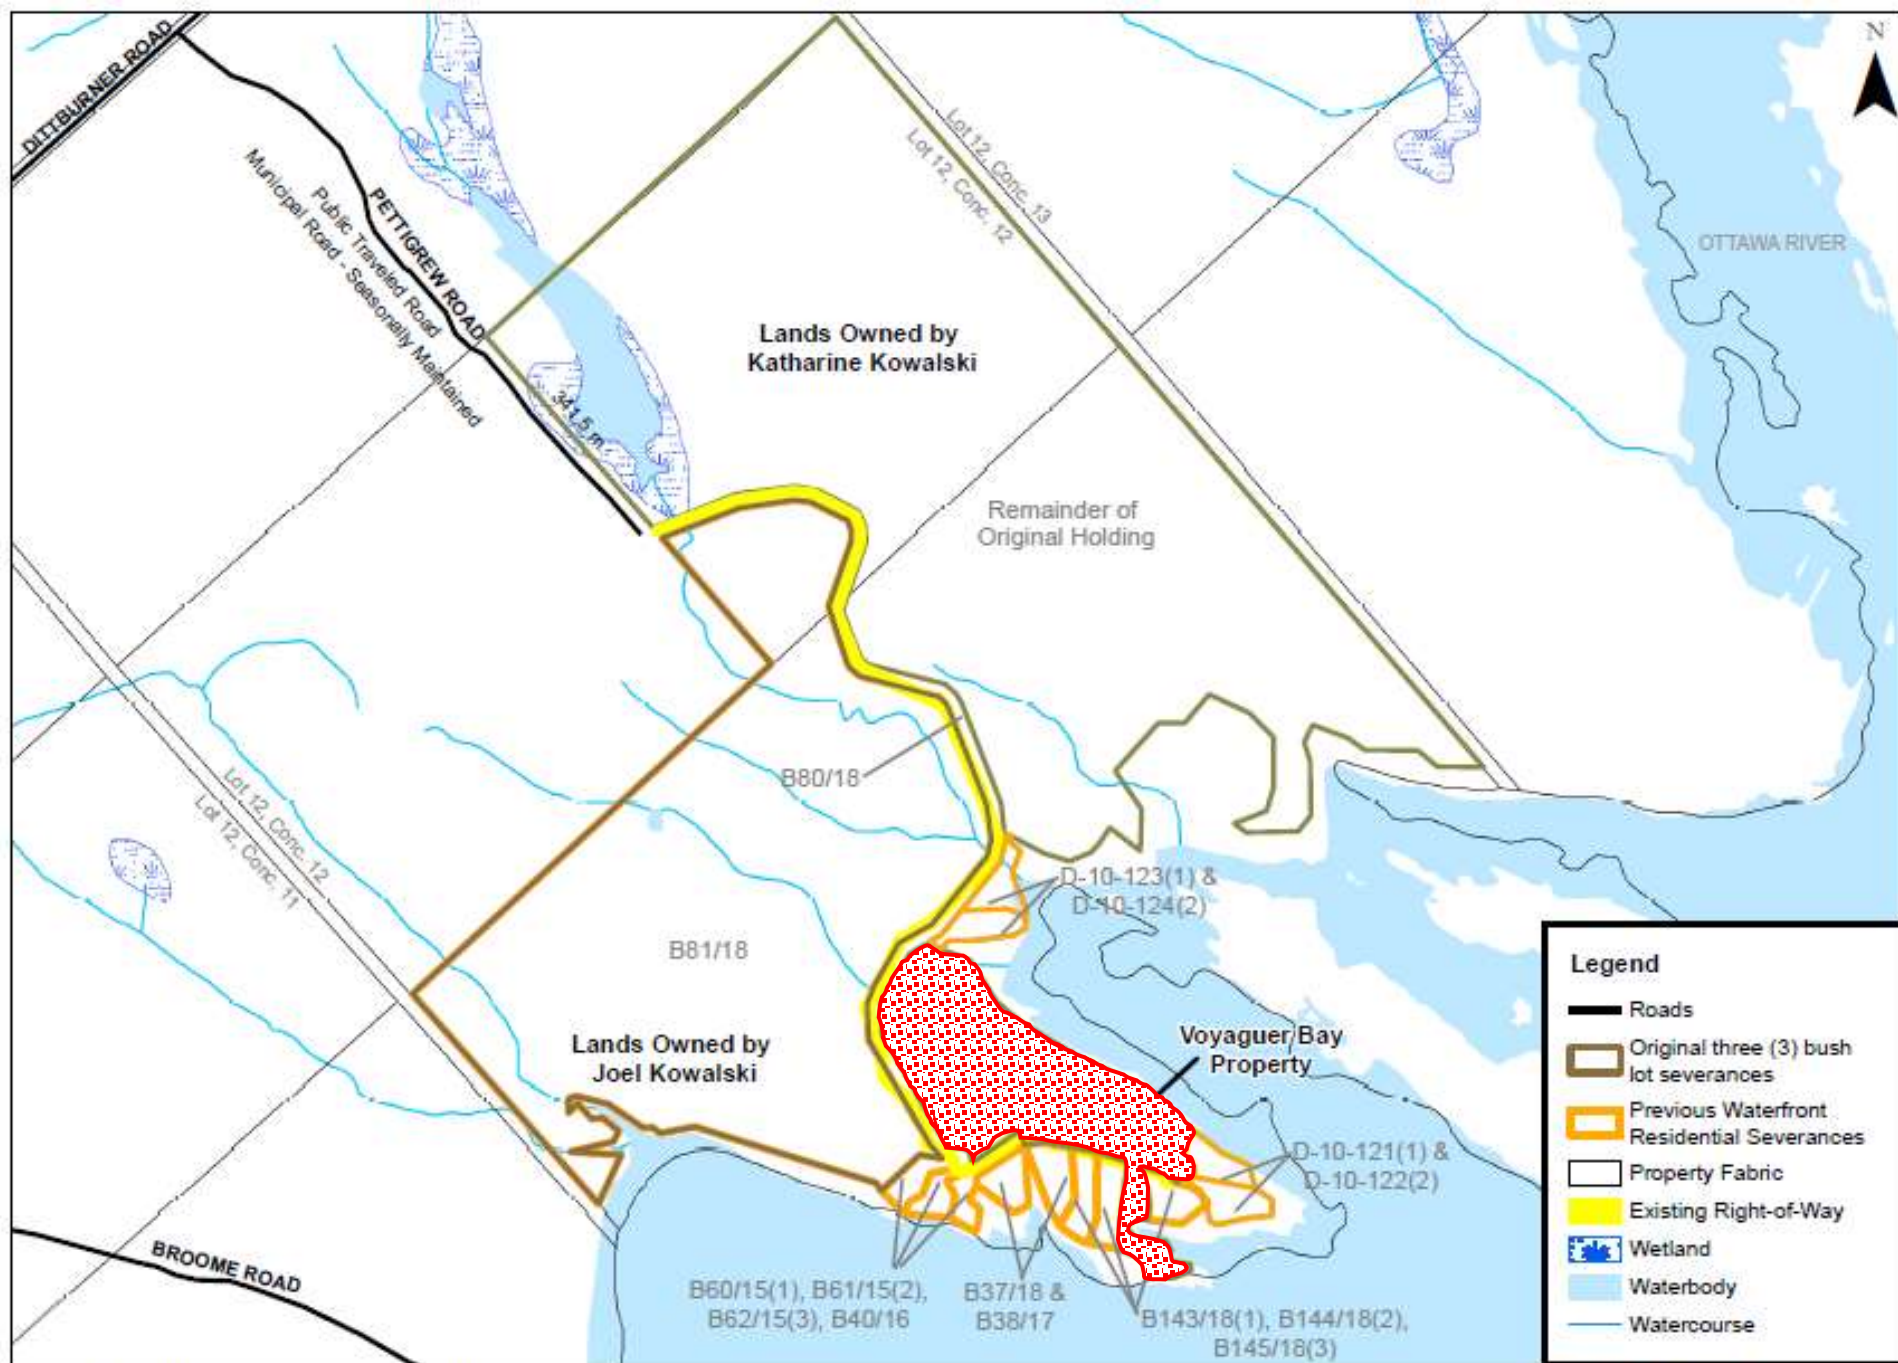 N
DITTBURNER ROAD
PETTIGREW ROAD
Public Traveled Road
Municipal Road - Seasonally Maintained
Lot 12, Conc. 13
Lot 12, Conc. 12
OTTAWA RIVER
Lands Owned by
Katharine Kowalski
341.5 m
Remainder of
Original Holding
B80/18
Lot 12, Conc. 12
Lot 12, Conc. 11
D-10-123(1) &
D-10-124(2)
B81/18
Lands Owned by
Joel Kowalski
Voyaguer Bay
Property
D-10-121(1) &
D-10-122(2)
BROOME ROAD
B60/15(1), B61/15(2),
B62/15(3), B40/16
B37/18 &
B38/17
B143/18(1), B144/18(2),
B145/18(3)
Legend
Roads
Original three (3) bush
lot severances
Previous Waterfront
Residential Severances
Property Fabric
Existing Right-of-Way
Wetland
Waterbody
Watercourse